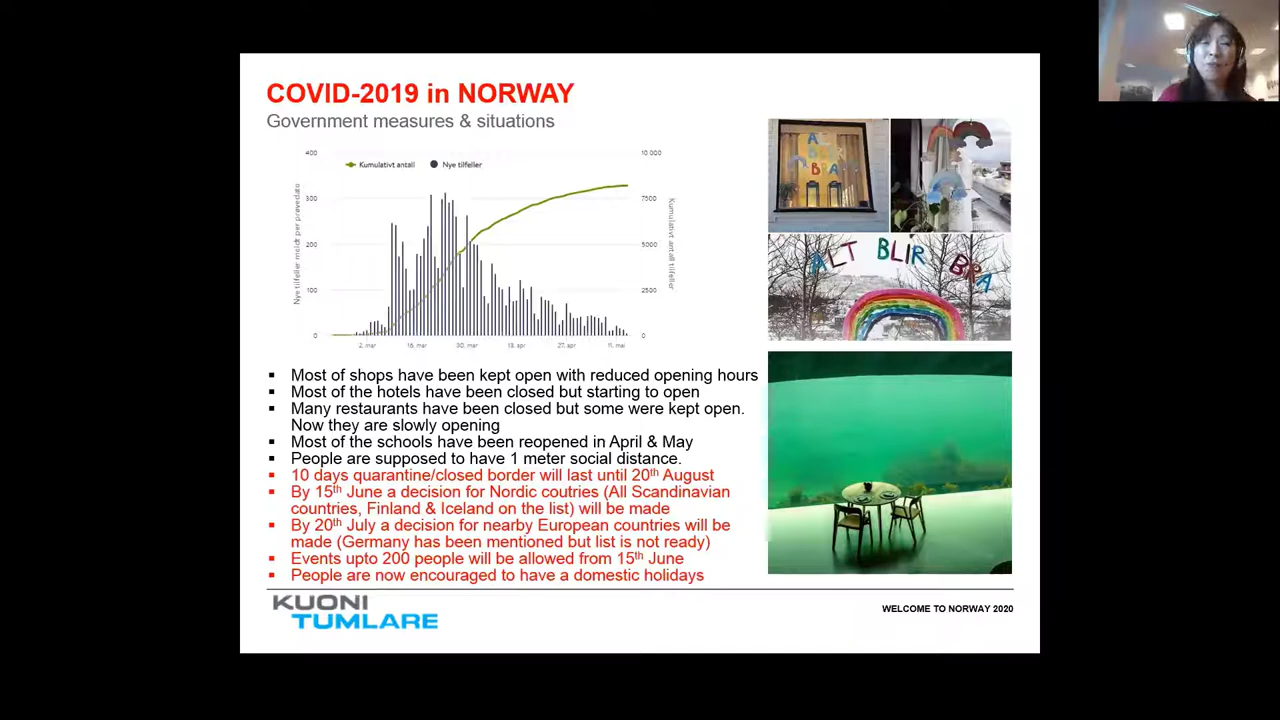 COVID-2019 in NORWAY
Government measures & situations
400
10 000
Kumulativt antall
Nye tilfeller
300
7500
200
5000
100
2500
0
0
Nye tilfeller meldt per prøvedato
Kumulativt antall tilfeller
2. mar
16. mar
30. mar
13. apr
27. apr
11. mai
ALT BLIR BRA
Most of shops have been kept open with reduced opening hours
Most of the hotels have been closed but starting to open
Many restaurants have been closed but some were kept open.
Now they are slowly opening
Most of the schools have been reopened in April & May
People are supposed to have 1 meter social distance.
10 days quarantine/closed border will last until 20th August
By 15th June a decision for Nordic coutries (All Scandinavian
countries, Finland & Iceland on the list) will be made
By 20th July a decision for nearby European countries will be
made (Germany has been mentioned but list is not ready)
Events upto 200 people will be allowed from 15th June
People are now encouraged to have a domestic holidays
KUONI
TUMLARE
WELCOME TO NORWAY 2020